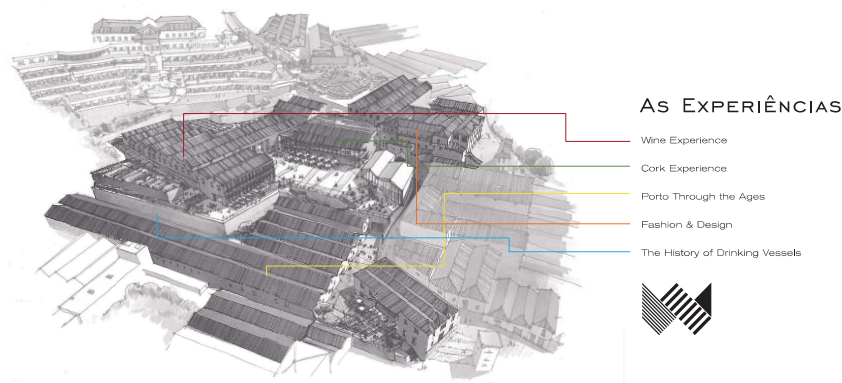 As Experiências
Wine Experience
Cork Experience
Porto Through the Ages
Fashion & Design
The History of Drinking Vessels